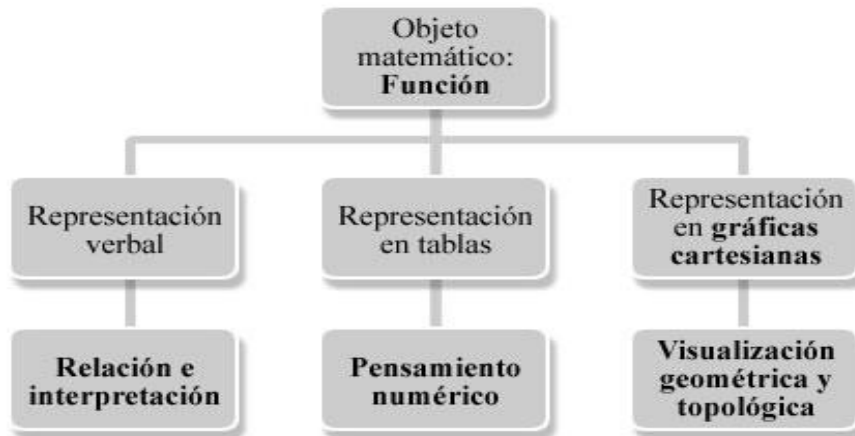 Objeto
matemático:
Función
Representación
verbal
Representación
en tablas
Representación
en gráficas
cartesianas
Relación e
interpretación
Pensamiento
numérico
Visualización
geométrica y
topológica